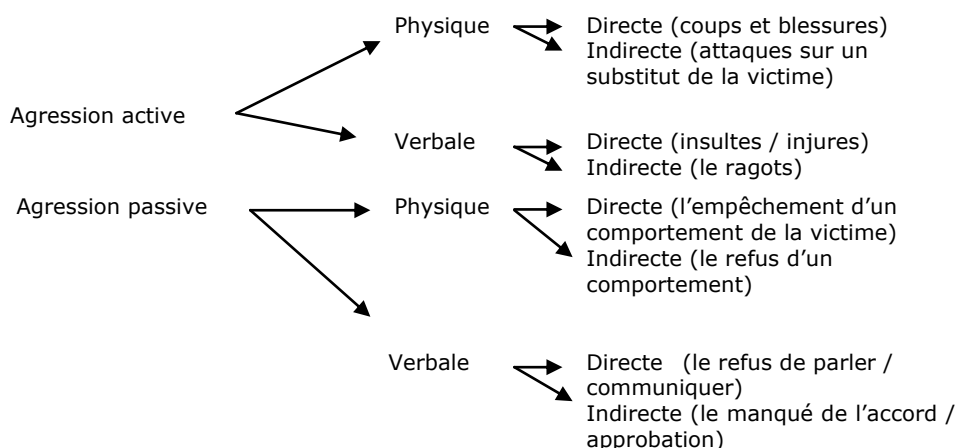 Physique
Directe (coups et blessures)
Indirecte (attaques sur un
substitut de la victime)
Agression active
Verbale
Directe (insultes / injures)
Indirecte (le ragots)
Agression passive
Physique
Directe (l’empêchement d’un
comportement de la victime)
Indirecte (le refus d’un
comportement)
Verbale
Directe (le refus de parler /
communiquer)
Indirecte (le manqué de l’accord /
approbation)